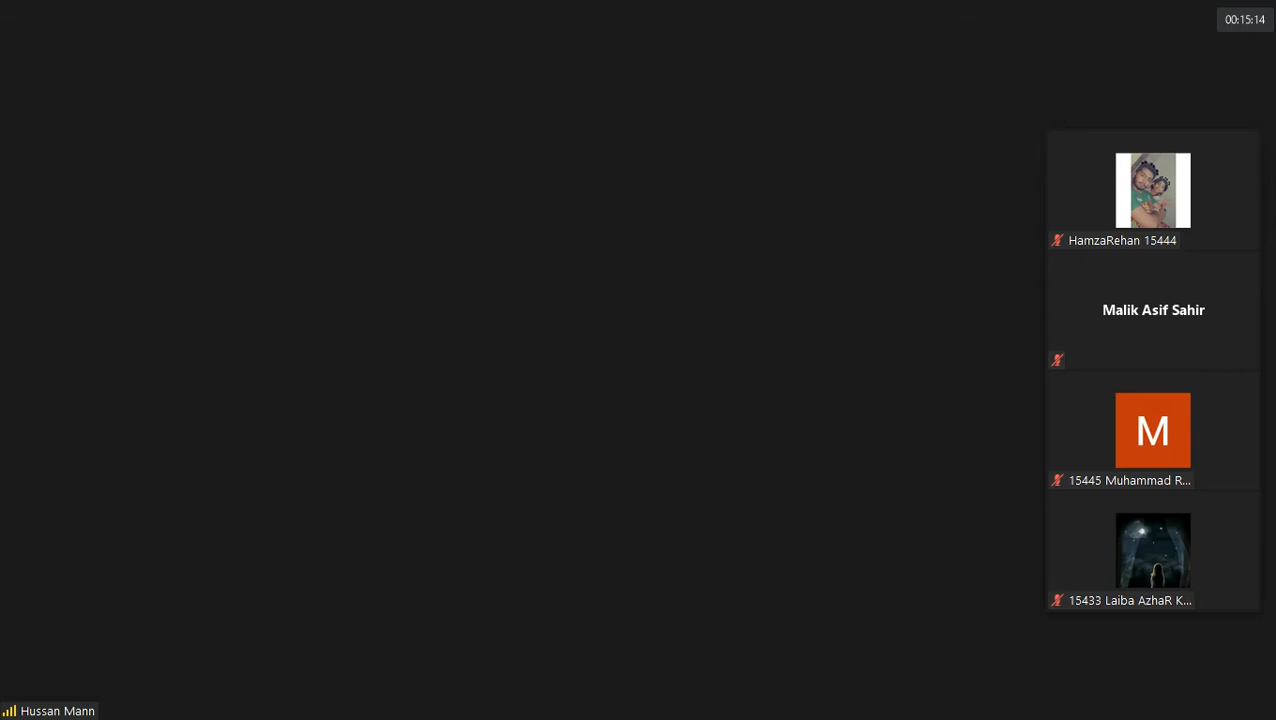 00:15:14
HamzaRehan 15444
Malik Asif Sahir
M
15445 Muhammad R...
15433 Laiba AzhaR K...
Hussan Mann